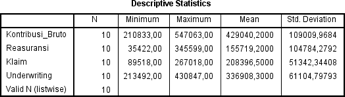 Descriptive Statistics
N Minimum Maximum Mean Std. Deviation
Kontribusi_Bruto 10 210833,00 547063,00 429040,2000 109009,9684
Reasuransi 10 35422,00 345599,00 155719,2000 104784,2792
Klaim 10 89518,00 267018,00 208396,5000 51342,34408
Underwriting 10 213492,00 430847,00 336908,3000 61104,79793
Valid N (listwise) 10